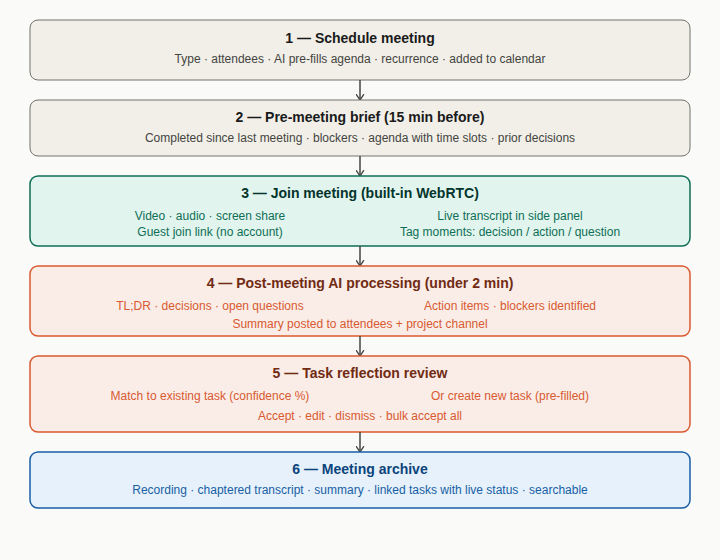 1 — Schedule meeting
Type · attendees · AI pre-fills agenda · recurrence · added to calendar
2 — Pre-meeting brief (15 min before)
Completed since last meeting · blockers · agenda with time slots · prior decisions
3 — Join meeting (built-in WebRTC)
Video · audio · screen share
Live transcript in side panel
Guest join link (no account)
Tag moments: decision / action / question
4 — Post-meeting AI processing (under 2 min)
TL;DR · decisions · open questions
Action items · blockers identified
Summary posted to attendees + project channel
5 — Task reflection review
Match to existing task (confidence %)
Or create new task (pre-filled)
Accept · edit · dismiss · bulk accept all
6 — Meeting archive
Recording · chaptered transcript · summary · linked tasks with live status · searchable